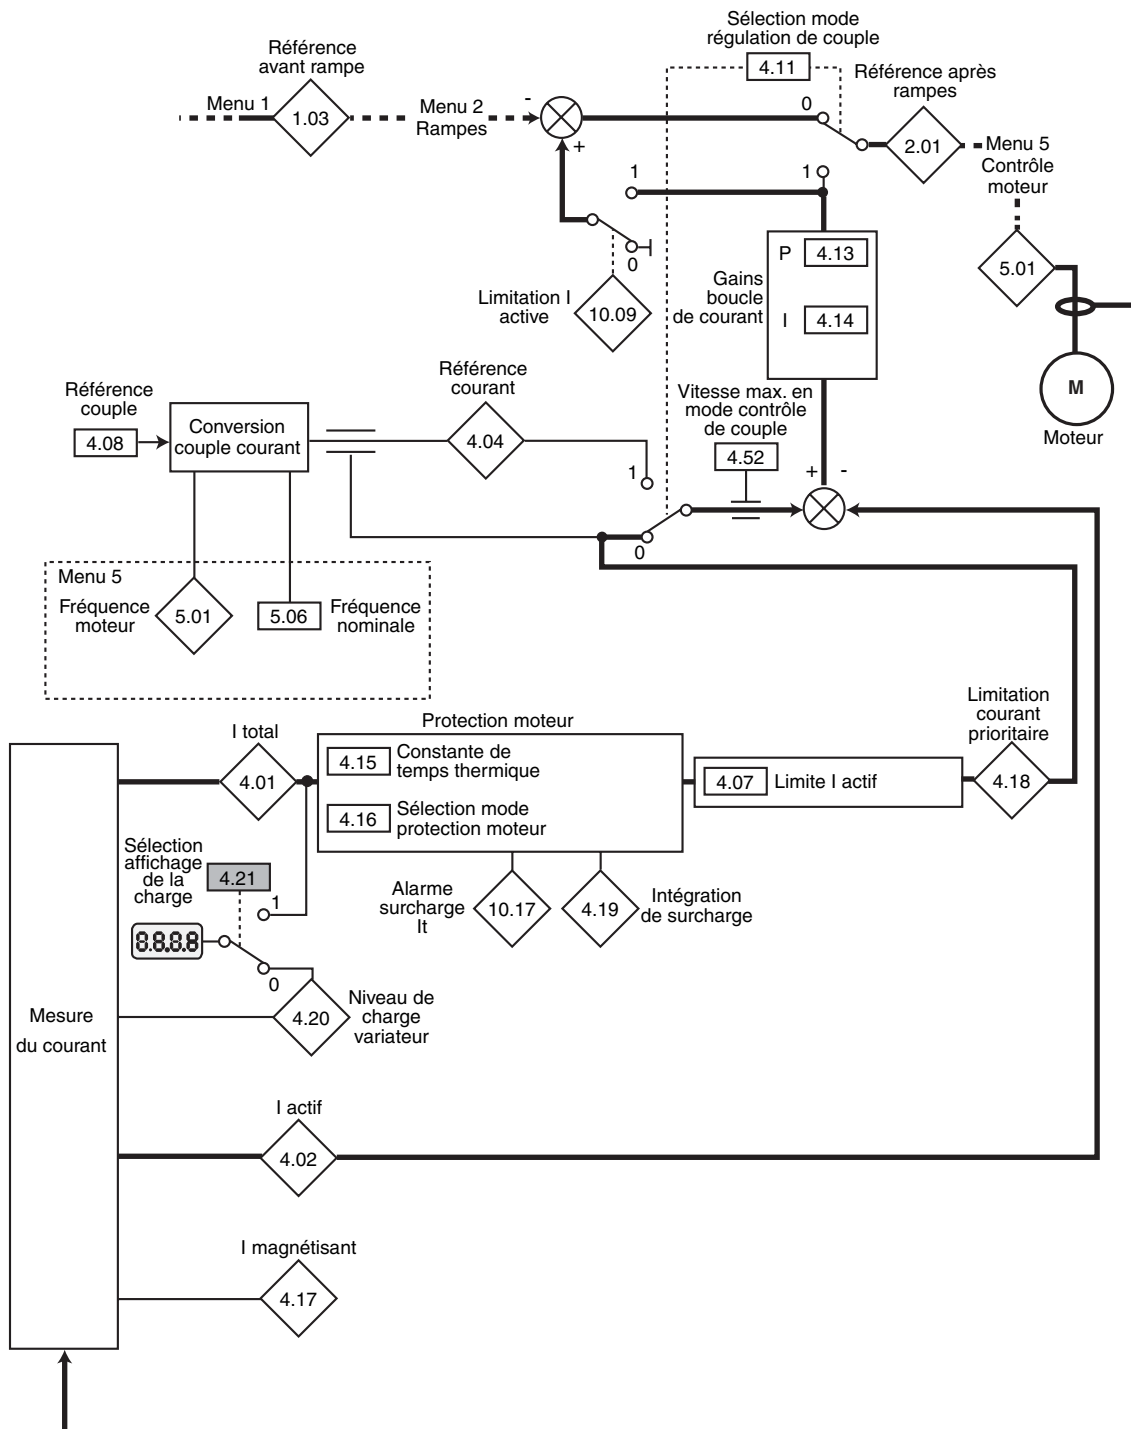 Sélection mode
régulation de couple
4.11
Référence
avant rampe
Menu 1
1.03
Menu 2
Rampes
-
+
0
1
Référence après
rampes
2.01
Menu 5
Contrôle
moteur
5.01
1
0
Limitation I
active
10.09
Gains
boucle
de courant
P
4.13
I
4.14
M
Moteur
Référence
couple
4.08
Conversion
couple courant
Référence
courant
4.04
Vitesse max. en
mode contrôle
de couple
4.52
+
-
1
0
Menu 5
Fréquence
moteur
5.01
5.06
Fréquence
nominale
I total
4.01
Protection moteur
4.15
Constante de
temps thermique
4.16
Sélection mode
protection moteur
4.07
Limite I actif
Limitation
courant
prioritaire
4.18
Sélection
affichage
de la
charge
4.21
1
8.8.8.8
0
Alarme
surcharge
It
10.17
4.19
Intégration
de surcharge
Mesure
du courant
4.20
Niveau de
charge
variateur
I actif
4.02
I magnétisant
4.17